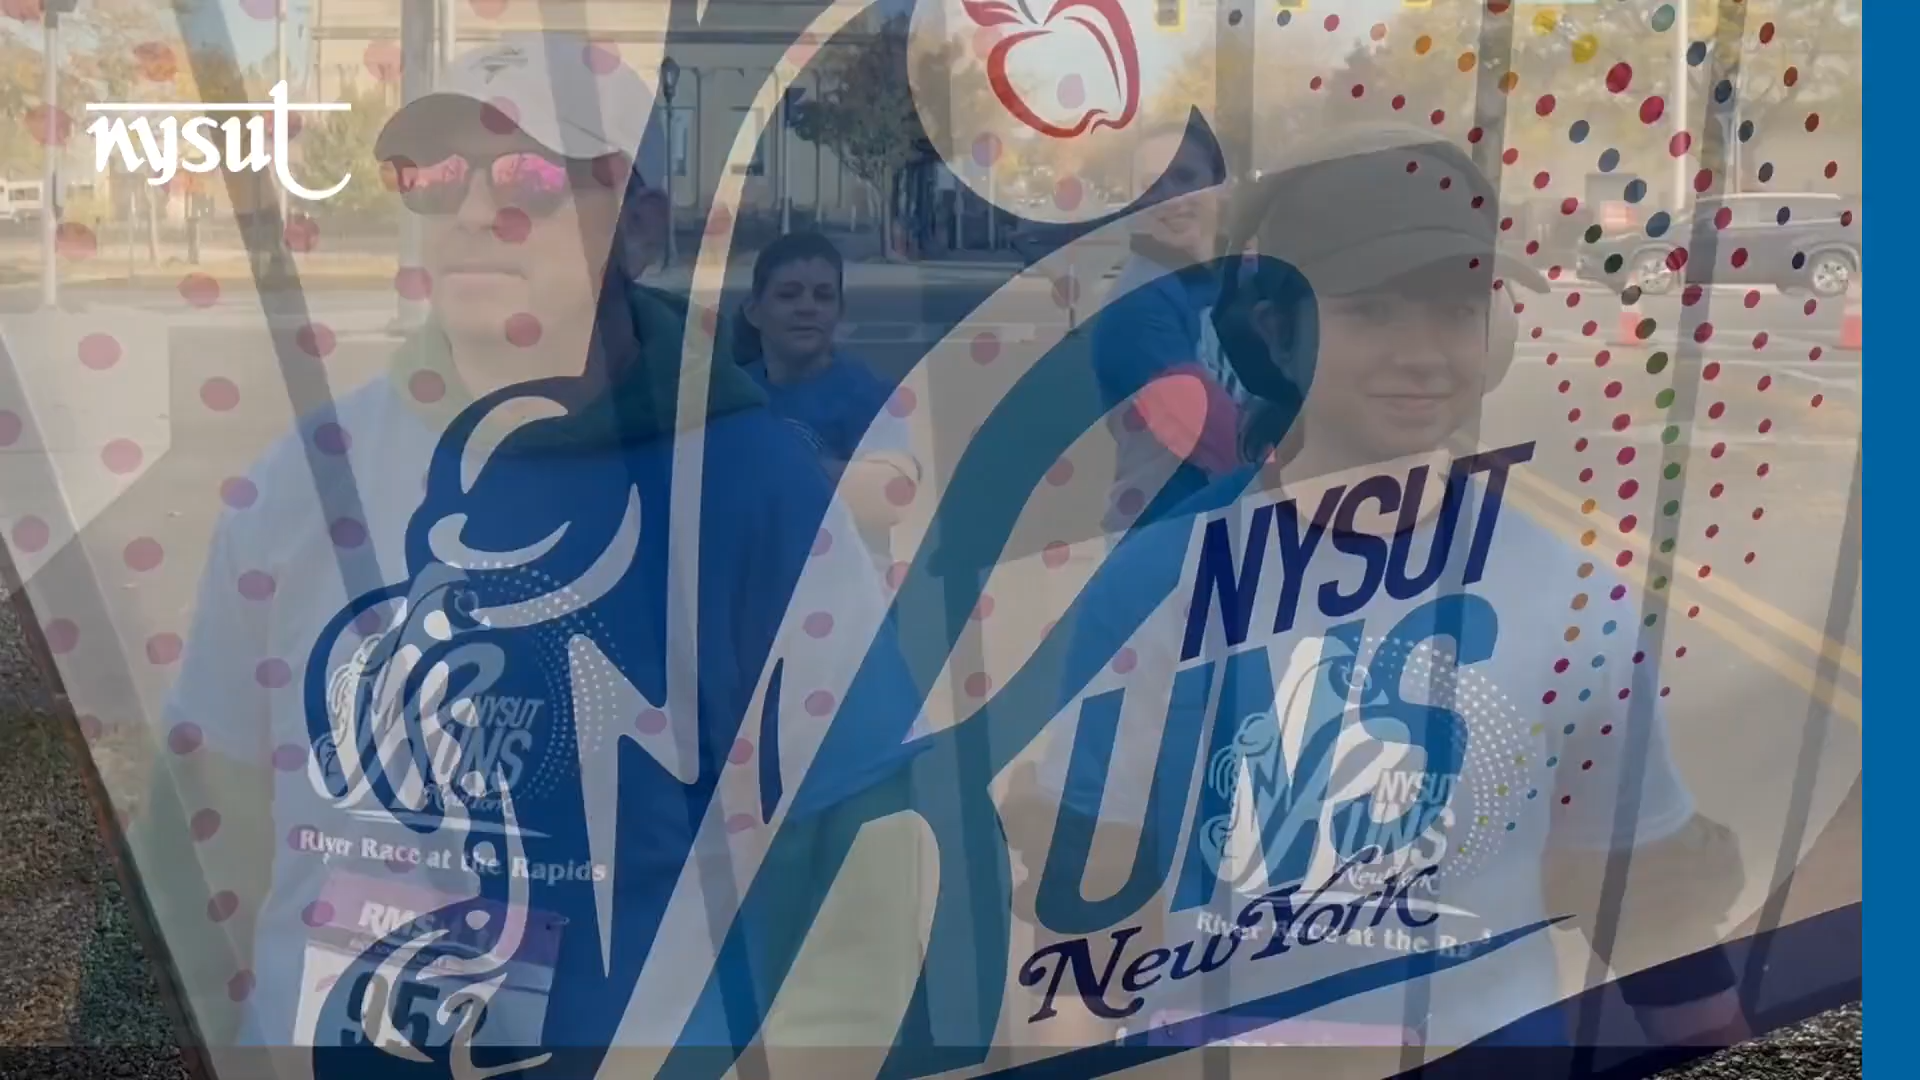 nysut
NYSUT
RUNS
New York
NYSUT
RUNS
New York
River Race at the Rapids
952
NYSUT
RUNS
New York
River Race at the